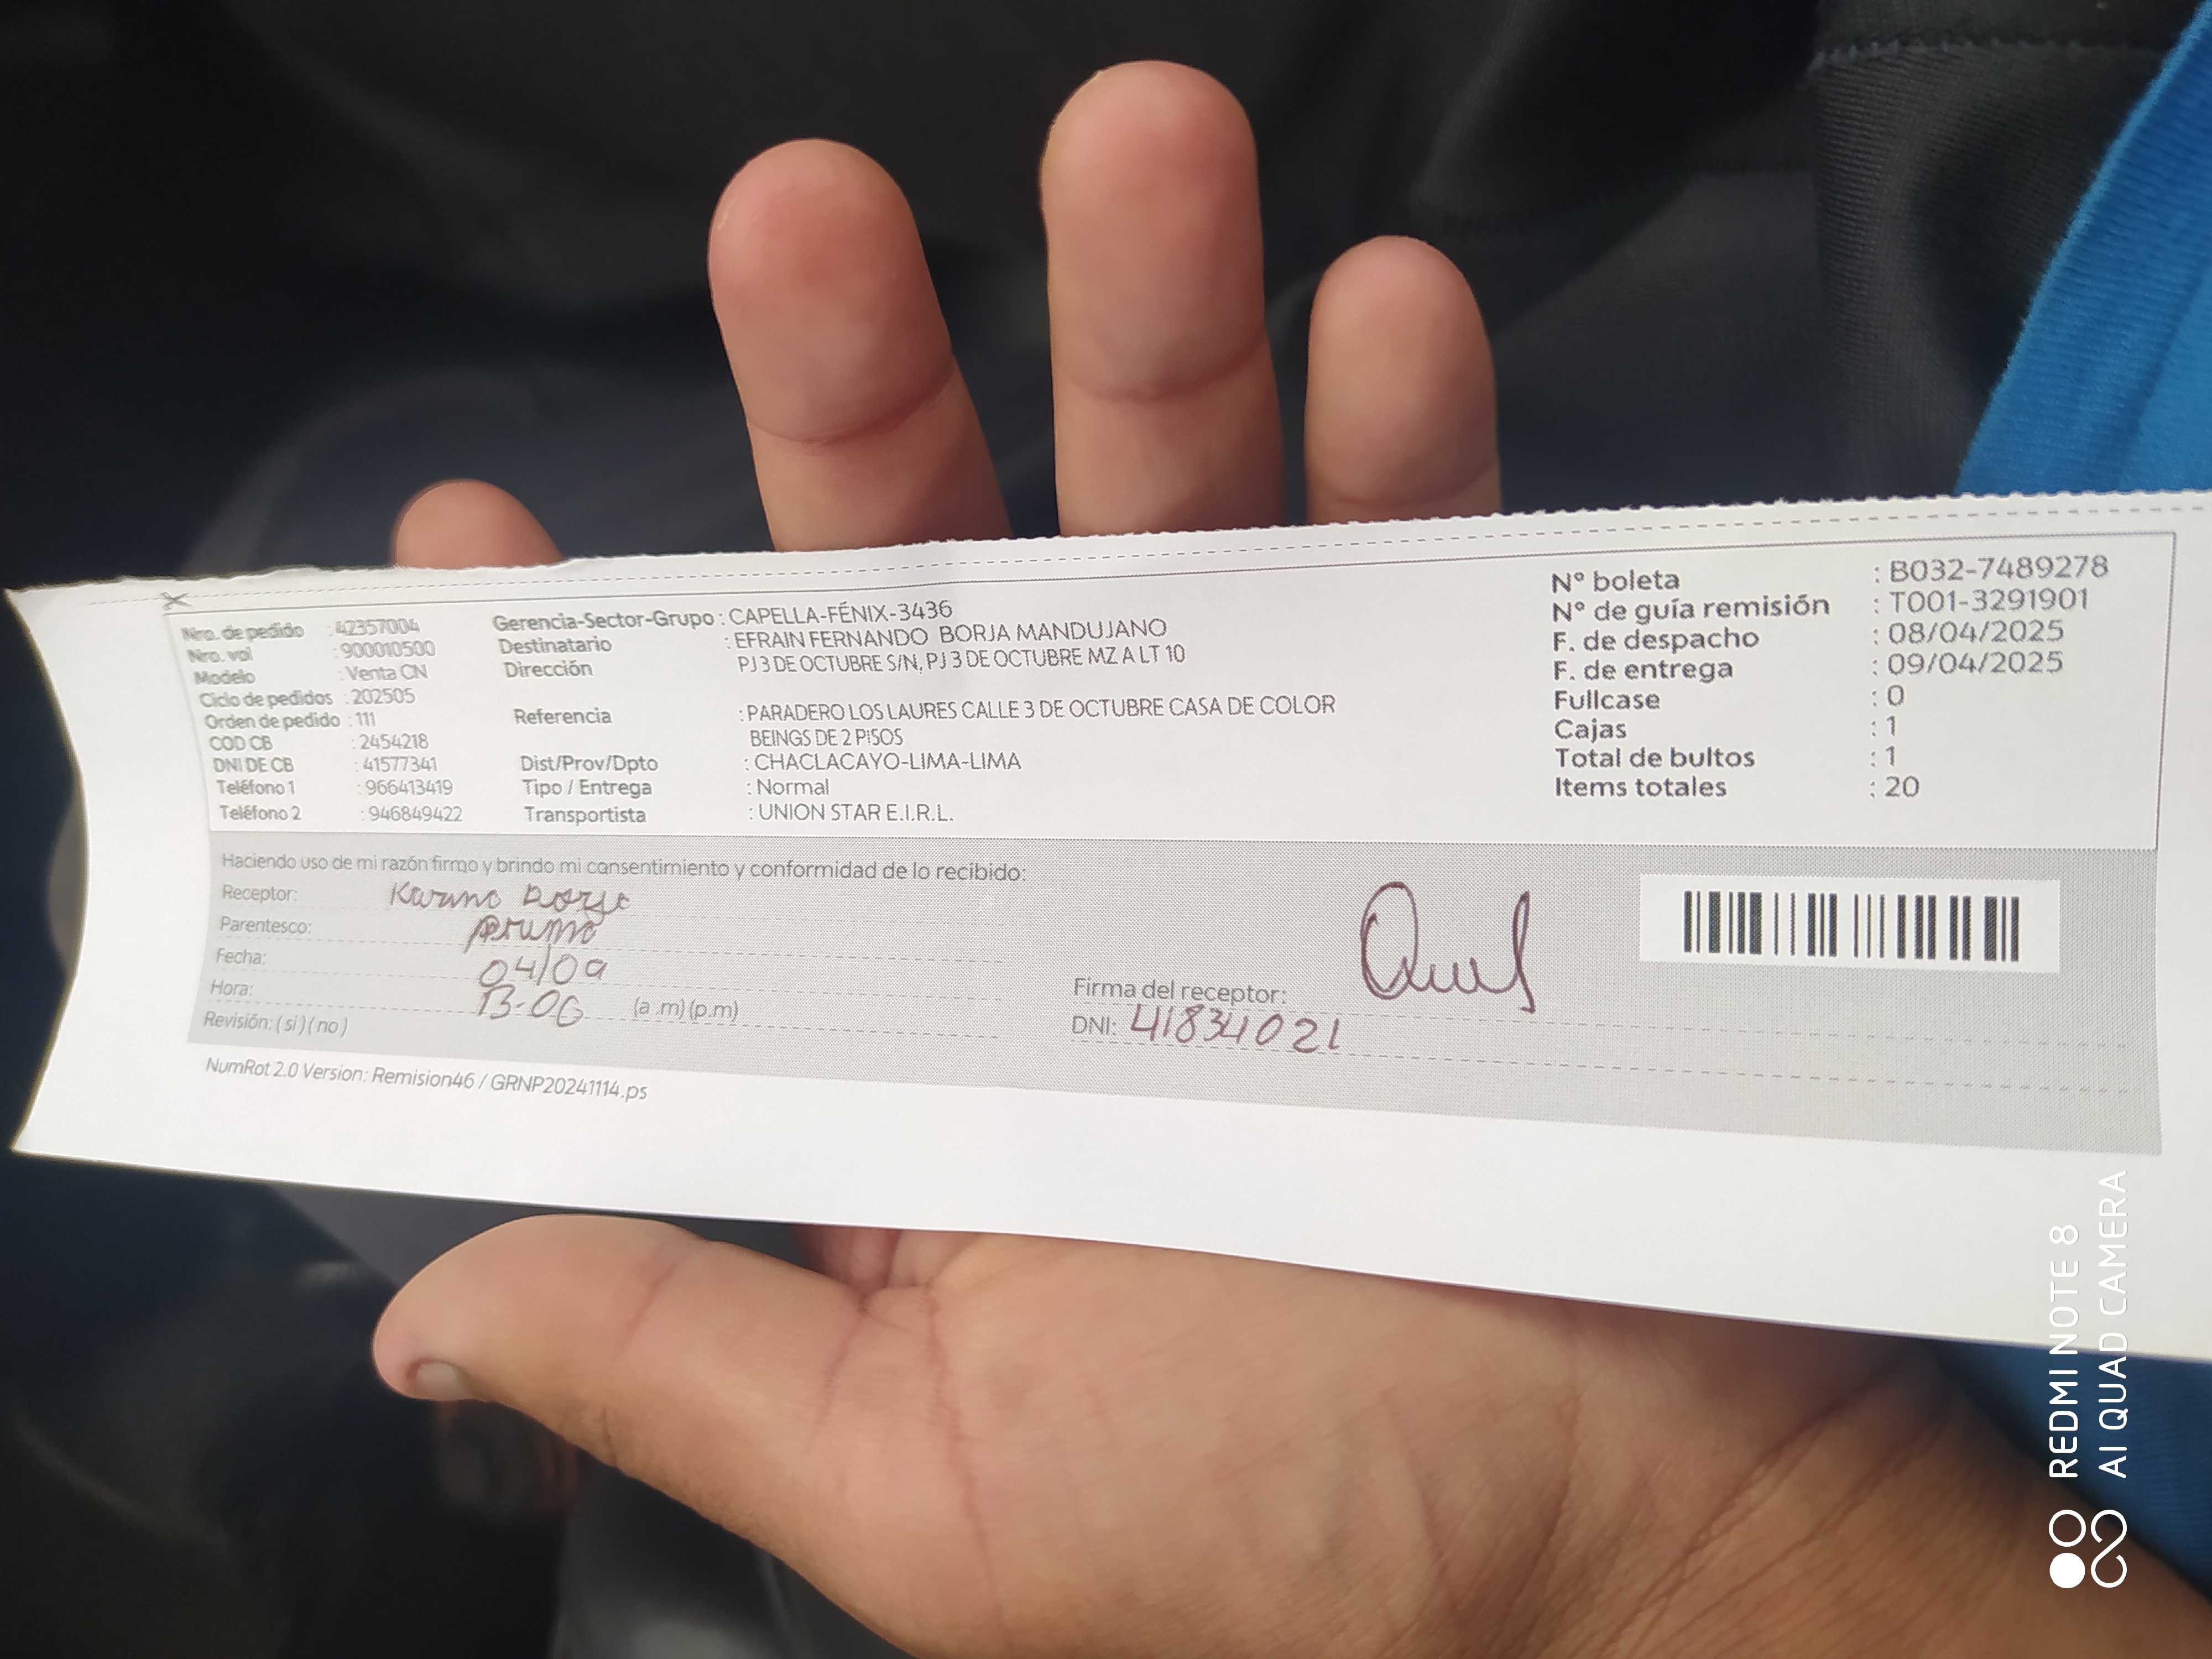 Nro. de pedido : 42357004
Nro. vol : 900010500
Modelo : Venta CN
Ciclo de pedidos : 202505
Orden de pedido : 111
COD CB : 2454218
DNI DE CB : 41577341
Teléfono 1 : 966413419
Teléfono 2 : 946849422
Gerencia-Sector-Grupo : CAPELLA-FÉNIX-3436
Destinatario : EFRAIN FERNANDO BORJA MANDUJANO
Dirección PJ 3 DE OCTUBRE S/N, PJ 3 DE OCTUBRE MZ A LT 10
Referencia : PARADERO LOS LAURES CALLE 3 DE OCTUBRE CASA DE COLOR
BEINGS DE 2 PISOS
Dist/Prov/Dpto : CHACLACAYO-LIMA-LIMA
Tipo / Entrega : Normal
Transportista : UNION STAR E.I.R.L.
N° boleta : B032-7489278
N° de guía remisión : T001-3291901
F. de despacho : 08/04/2025
F. de entrega : 09/04/2025
Fullcase : 0
Cajas : 1
Total de bultos : 1
Items totales : 20
Haciendo uso de mi razón firmo y brindo mi consentimiento y conformidad de lo recibido:
Receptor: Karina Borja
Parentesco:
Fecha: 04/09
Hora: 13-06 (a.m) (p.m)
Revisión: ( si ) ( no )
Firma del receptor:
DNI: 41834021
NumRot 2.0 Version: Remision46 / GRNP20241114.ps
REDMI NOTE 8
AI QUAD CAMERA